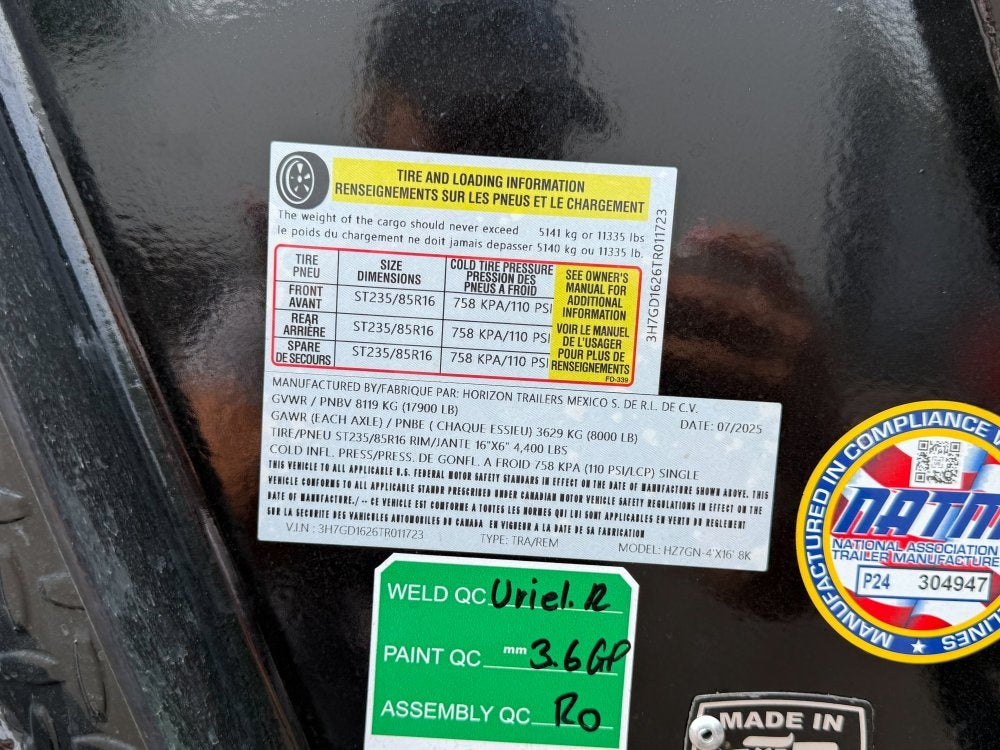 TIRE AND LOADING INFORMATION
RENSEIGNEMENTS SUR LES PNEUS ET LE CHARGEMENT
The weight of the cargo should never exceed 5141 kg or 11335 lbs
le poids du chargement ne doit jamais depasser 5140 kg ou 11335 lb.
TIRE PNEU
SIZE DIMENSIONS
COLD TIRE PRESSURE
PRESSION DES
PNEUS A FROID
FRONT AVANT
ST235/85R16
758 KPA/110 PSI
REAR ARRIÈRE
ST235/85R16
758 KPA/110 PSI
SPARE DE SECOURS
ST235/85R16
758 KPA/110 PSI
SEE OWNER'S
MANUAL FOR
ADDITIONAL
INFORMATION
VOIR LE MANUEL
DE L'USAGER
POUR PLUS DE
RENSEIGNEMENTS
FD-339
3H7GD1626TR011723
MANUFACTURED BY/FABRIQUE PAR: HORIZON TRAILERS MEXICO S. DE R.L. DE C.V.
GVWR / PNBV 8119 KG (17900 LB)
DATE: 07/2025
GAWR (EACH AXLE) / PNBE ( CHAQUE ESSIEU) 3629 KG (8000 LB)
TIRE/PNEU ST235/85R16 RIM/JANTE 16"X6" 4,400 LBS
COLD INFL. PRESS/PRESS. DE GONFL. A FROID 758 KPA (110 PSI/LCP) SINGLE
THIS VEHICLE TO ALL APPLICABLE U.S. FEDERAL MOTOR VEHICLE SAFETY STANDARS IN EFFECT ON THE DATE OF MANUFACTURE SHOWN ABOVE. THIS
VEHICLE CONFORMS TO ALL APPLICABLE STANDAR PRESCRIBED UNDER CANADIAN MOTOR VEHICLE SAFETY REGULATIONS IN EFFECT ON THE
DATE OF MANUFACTURE./ -- CE VEHICULE EST CONFORME A TOUTES LES NORMES QUI LUI SONT APPLICABLES EN VERTU DU REGLEMENT
SUR LA SECURITE DES VAHICULES AUTOMOBILES DU CANADA EN VIGUEUR A LA DATE DE SA FABRICATION
V.I.N : 3H7GD1626TR011723
TYPE: TRA/REM
MODEL: HZ7GN-4'X16' 8K
WELD QC Uriel. R
PAINT QC mm 3.6 GP
ASSEMBLY QC Ro
MANUFACTURED IN COMPLIANCE
NATM
NATIONAL ASSOCIATION
TRAILER MANUFACTURE
P24 304947
MADE IN